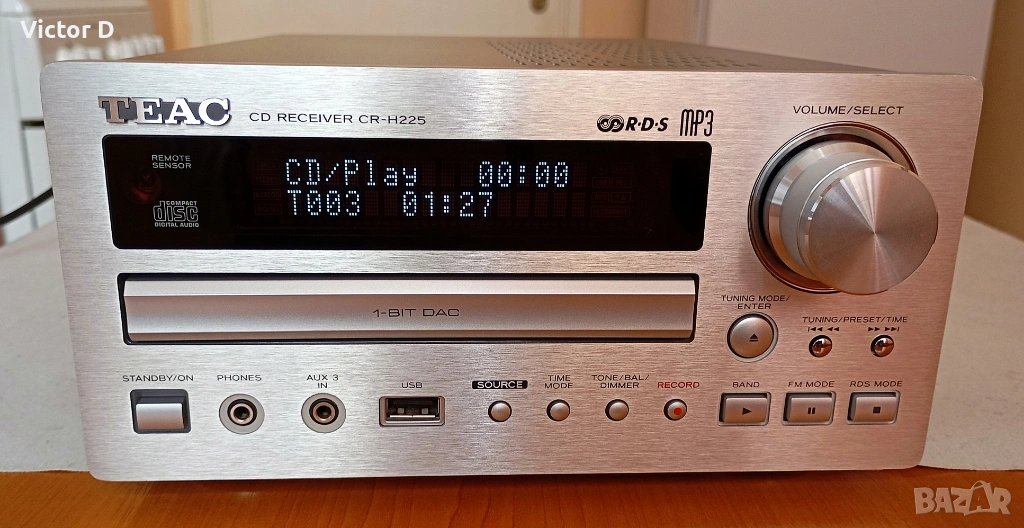 Victor D
TEAC CD RECEIVER CR-H225
R·D·S MP3
VOLUME/SELECT
REMOTE
SENSOR
COMPACT
disc
DIGITAL AUDIO
CD/Play 00:00
T003 01:27
1-BIT DAC
TUNING MODE/
ENTER
TUNING/PRESET/TIME
STANDBY/ON
PHONES
AUX 3
IN
USB
SOURCE
TIME
MODE
TONE/BAL/
DIMMER
RECORD
BAND
FM MODE
RDS MODE
BAZAR